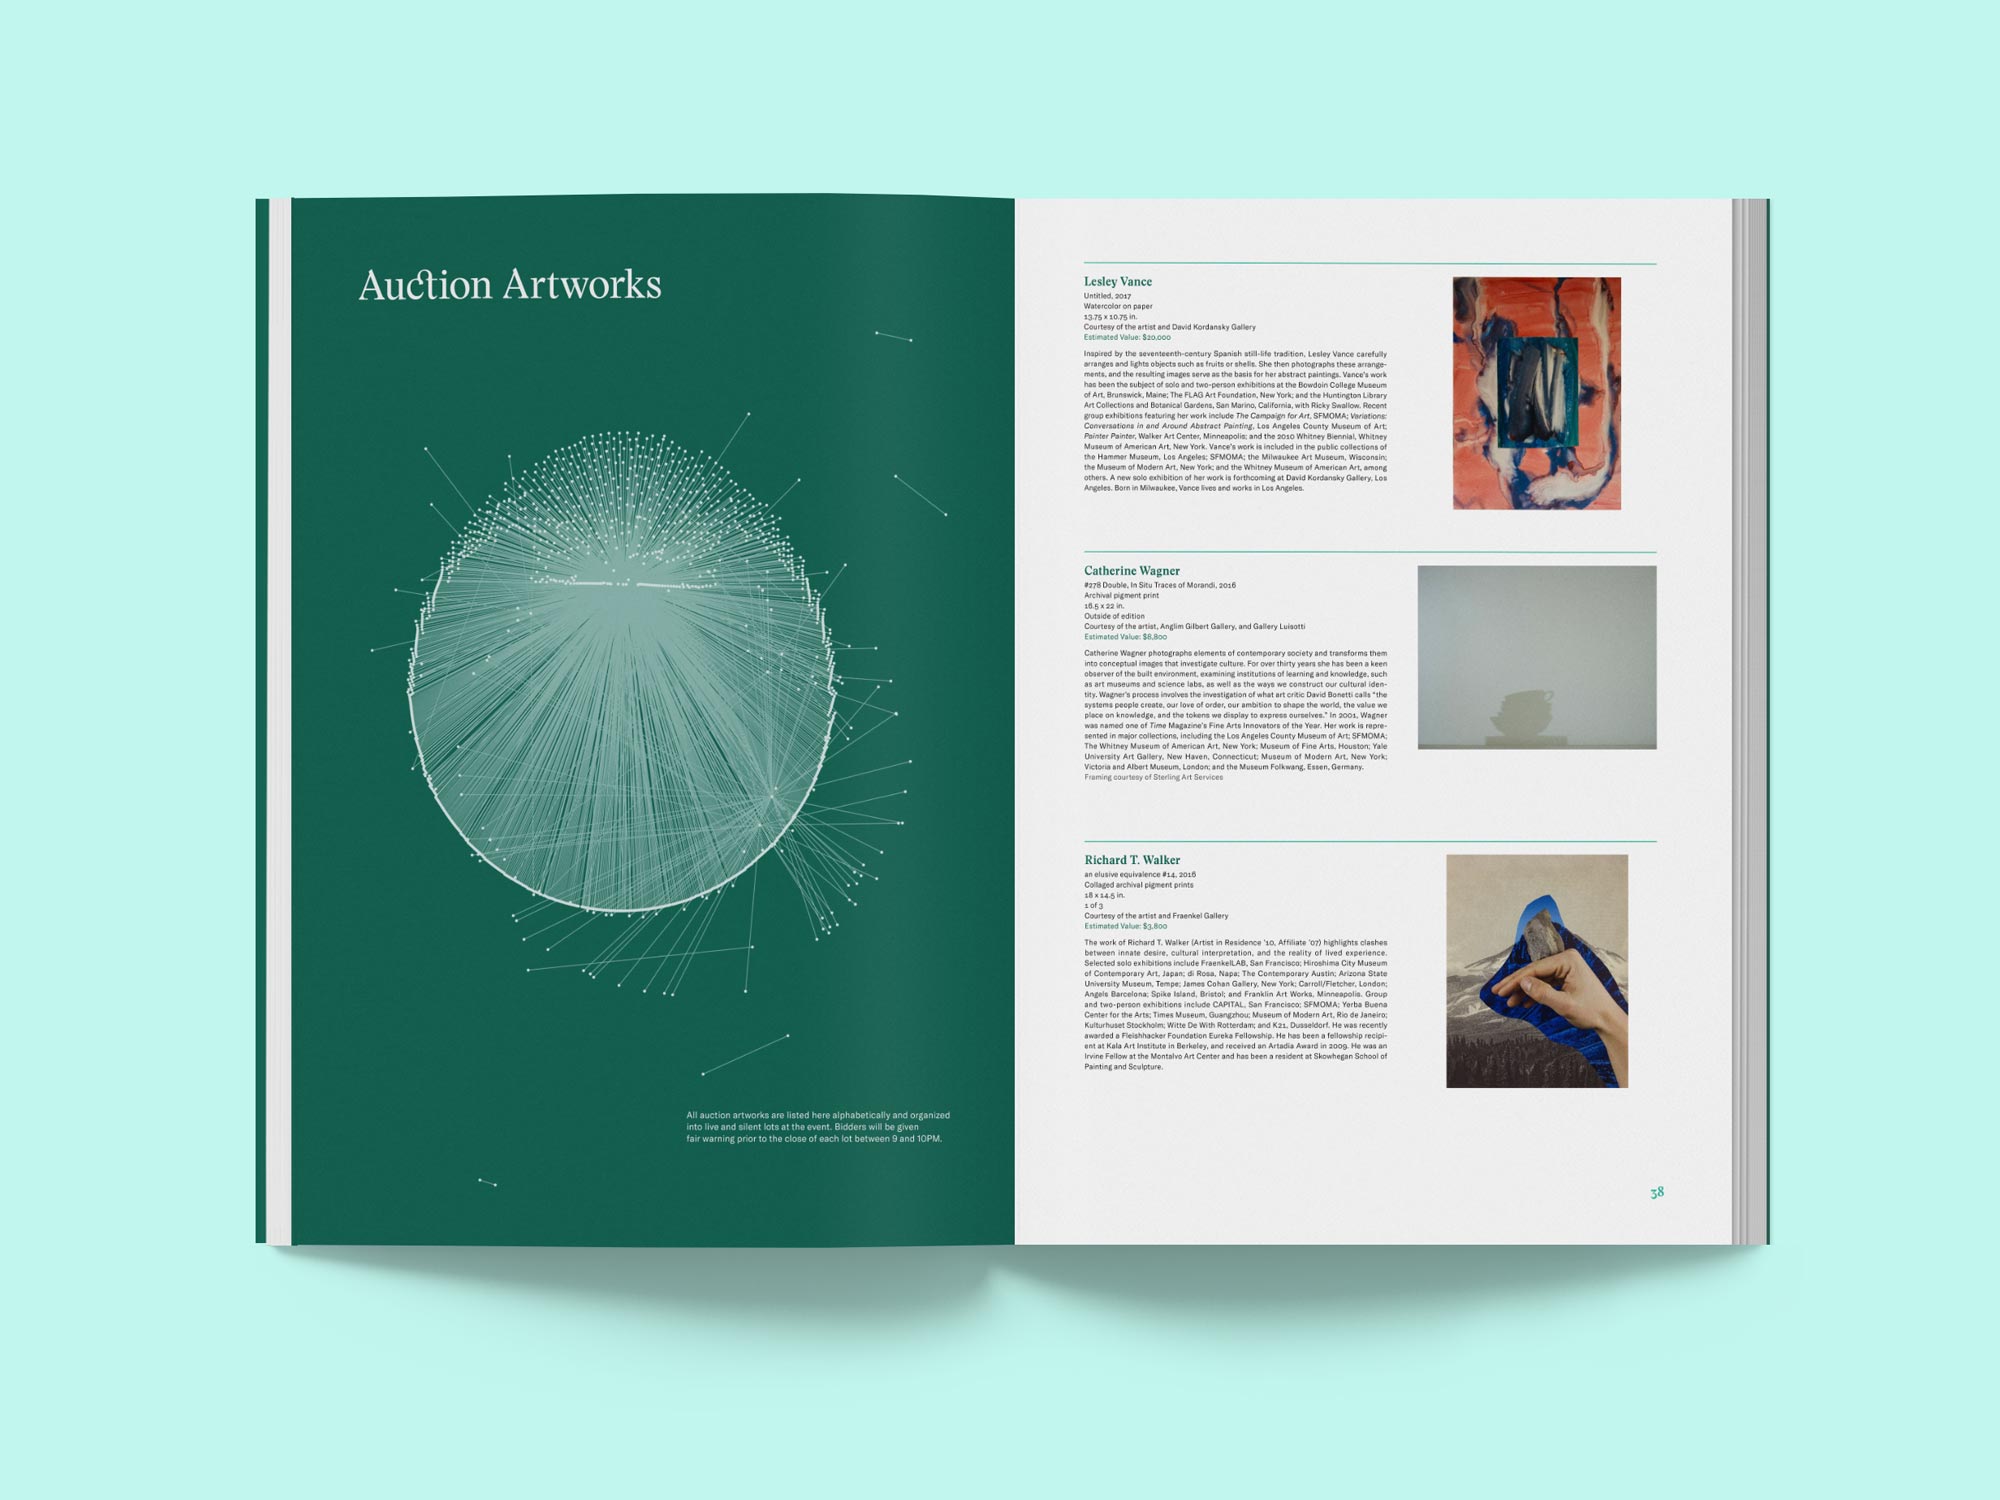 Auction Artworks
All auction artworks are listed here alphabetically and organized
into live and silent lots at the event. Bidders will be given
fair warning prior to the close of each lot between 9 and 10PM.
Lesley Vance
Untitled, 2017
Watercolor on paper
13.75 x 10.75 in.
Courtesy of the artist and David Kordansky Gallery
Estimated Value: $20,000
Inspired by the seventeenth-century Spanish still-life tradition, Lesley Vance carefully
arranges and lights objects such as fruits or shells. She then photographs these arrange-
ments, and the resulting images serve as the basis for her abstract paintings. Vance's work
has been the subject of solo and two-person exhibitions at the Bowdoin College Museum
of Art, Brunswick, Maine; The FLAG Art Foundation, New York; and the Huntington Library
Art Collections and Botanical Gardens, San Marino, California, with Ricky Swallow. Recent
group exhibitions featuring her work include The Campaign for Art, SFMOMA; Variations:
Conversations in and Around Abstract Painting, Los Angeles County Museum of Art;
Painter Painter, Walker Art Center, Minneapolis; and the 2010 Whitney Biennial, Whitney
Museum of American Art, New York. Vance's work is included in the public collections of
the Hammer Museum, Los Angeles; SFMOMA; the Milwaukee Art Museum, Wisconsin;
the Museum of Modern Art, New York; and the Whitney Museum of American Art, among
others. A new solo exhibition of her work is forthcoming at David Kordansky Gallery, Los
Angeles. Born in Milwaukee, Vance lives and works in Los Angeles.
Catherine Wagner
#278 Double, In Situ Traces of Morandi, 2016
Archival pigment print
16.5 x 22 in.
Outside of edition
Courtesy of the artist, Anglim Gilbert Gallery, and Gallery Luisotti
Estimated Value: $8,800
Catherine Wagner photographs elements of contemporary society and transforms them
into conceptual images that investigate culture. For over thirty years she has been a keen
observer of the built environment, examining institutions of learning and knowledge, such
as art museums and science labs, as well as the ways we construct our cultural iden-
tity. Wagner's process involves the investigation of what art critic David Bonetti calls "the
systems people create, our love of order, our ambition to shape the world, the value we
place on knowledge, and the tokens we display to express ourselves." In 2001, Wagner
was named one of Time Magazine's Fine Arts Innovators of the Year. Her work is repre-
sented in major collections, including the Los Angeles County Museum of Art; SFMOMA;
The Whitney Museum of American Art, New York; Museum of Fine Arts, Houston; Yale
University Art Gallery, New Haven, Connecticut; Museum of Modern Art, New York;
Victoria and Albert Museum, London; and the Museum Folkwang, Essen, Germany.
Framing courtesy of Sterling Art Services
Richard T. Walker
an elusive equivalence #14, 2016
Collaged archival pigment prints
18 x 14.5 in.
1 of 3
Courtesy of the artist and Fraenkel Gallery
Estimated Value: $3,800
The work of Richard T. Walker (Artist in Residence '10, Affiliate '07) highlights clashes
between innate desire, cultural interpretation, and the reality of lived experience.
Selected solo exhibitions include FraenkelLAB, San Francisco; Hiroshima City Museum
of Contemporary Art, Japan; di Rosa, Napa; The Contemporary Austin; Arizona State
University Museum, Tempe; James Cohan Gallery, New York; Carroll/Fletcher, London;
Angels Barcelona; Spike Island, Bristol; and Franklin Art Works, Minneapolis. Group
and two-person exhibitions include CAPITAL, San Francisco; SFMOMA; Yerba Buena
Center for the Arts; Times Museum, Guangzhou; Museum of Modern Art, Rio de Janeiro;
Kulturhuset Stockholm; Witte De With Rotterdam; and K21, Dusseldorf. He was recently
awarded a Fleishhacker Foundation Eureka Fellowship. He has been a fellowship recipi-
ent at Kala Art Institute in Berkeley, and received an Artadia Award in 2009. He was an
Irvine Fellow at the Montalvo Art Center and has been a resident at Skowhegan School of
Painting and Sculpture.
38